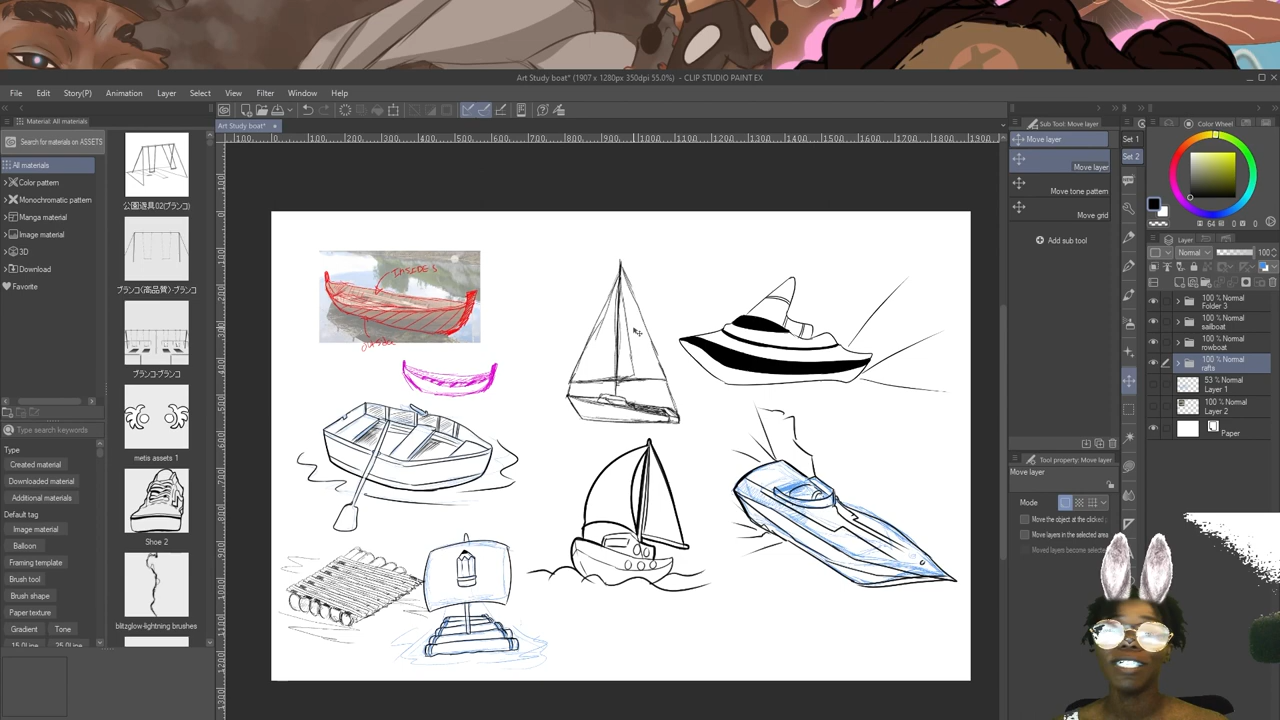 Art Study boat* (1907 x 1280px 350dpi 55.0%) - CLIP STUDIO PAINT EX
File Edit Story(P) Animation Layer Select View Filter Window Help
Material: All materials
Art Study boat*
Search for materials on ASSETS
All materials
Color pattern
Monochromatic pattern
Manga material
Image material
3D
Download
Favorite
Type search keywords
Type
Created material
Downloaded material
Additional materials
Default tag
Image material
Balloon
Framing template
Brush tool
Brush shape
Paper texture
Gradient Tone
公園遊具02(ブランコ)
ブランコ(高品質)-ブランコ
ブランコ-ブランコ
metis assets 1
Shoe 2
blitzglow-lightning brushes
INSIDES
Sub Tool: Move layer
Move layer
Move layer
Move tone pattern
Move grid
Add sub tool
Tool property: Move layer
Move layer
Mode
Move the object at the clicked
Move layers in the selected area
Moved layers become selected
Set 1
Set 2
Color Wheel
64 0 0
Layer
Normal 100
100 % Normal
Folder 3
100 % Normal
sailboat
100 % Normal
rowboat
100 % Normal
rafts
53 % Normal
Layer 1
100 % Normal
Layer 2
Paper